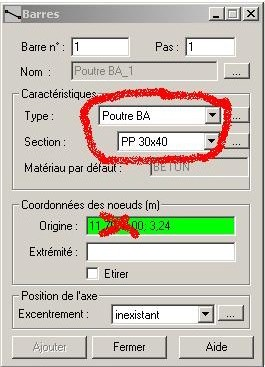 Barres
Barre n° : 1 Pas : 1
Nom : Poutre BA_1 ...
Caractéristiques
Type : Poutre BA ...
Section : PP 30x40 ...
Matériau par défaut : BETON
Coordonnées des noeuds (m)
Origine : 3,24
Extrémité :
Etirer
Position de l'axe
Excentrement : inexistant ...
Ajouter Fermer Aide